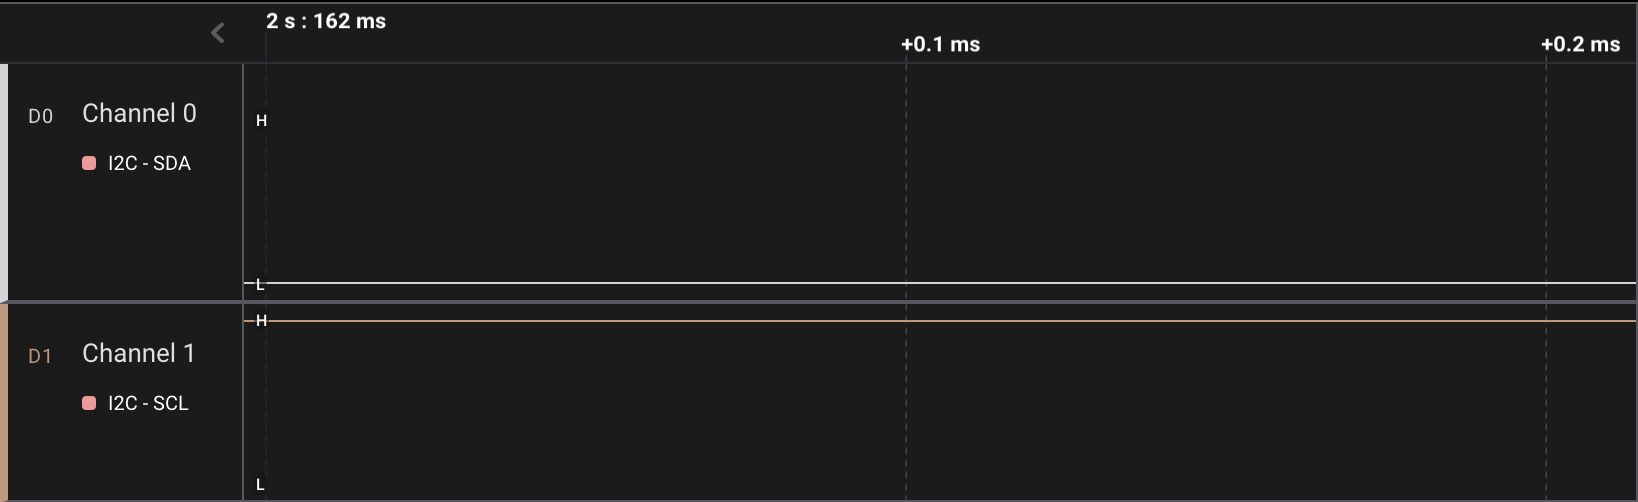 2 s : 162 ms
+0.1 ms
+0.2 ms
D0
Channel 0
I2C - SDA
H
L
D1
Channel 1
I2C - SCL
H
L